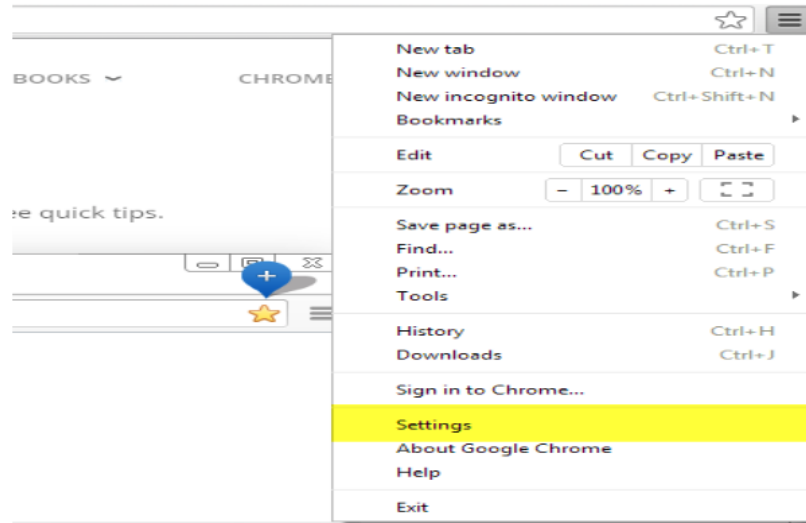 BOOKS
CHROME
ee quick tips.
New tab Ctrl+T
New window Ctrl+N
New incognito window Ctrl+Shift+N
Bookmarks
Edit Cut Copy Paste
Zoom - 100% +
Save page as... Ctrl+S
Find... Ctrl+F
Print... Ctrl+P
Tools
History Ctrl+H
Downloads Ctrl+J
Sign in to Chrome...
Settings
About Google Chrome
Help
Exit